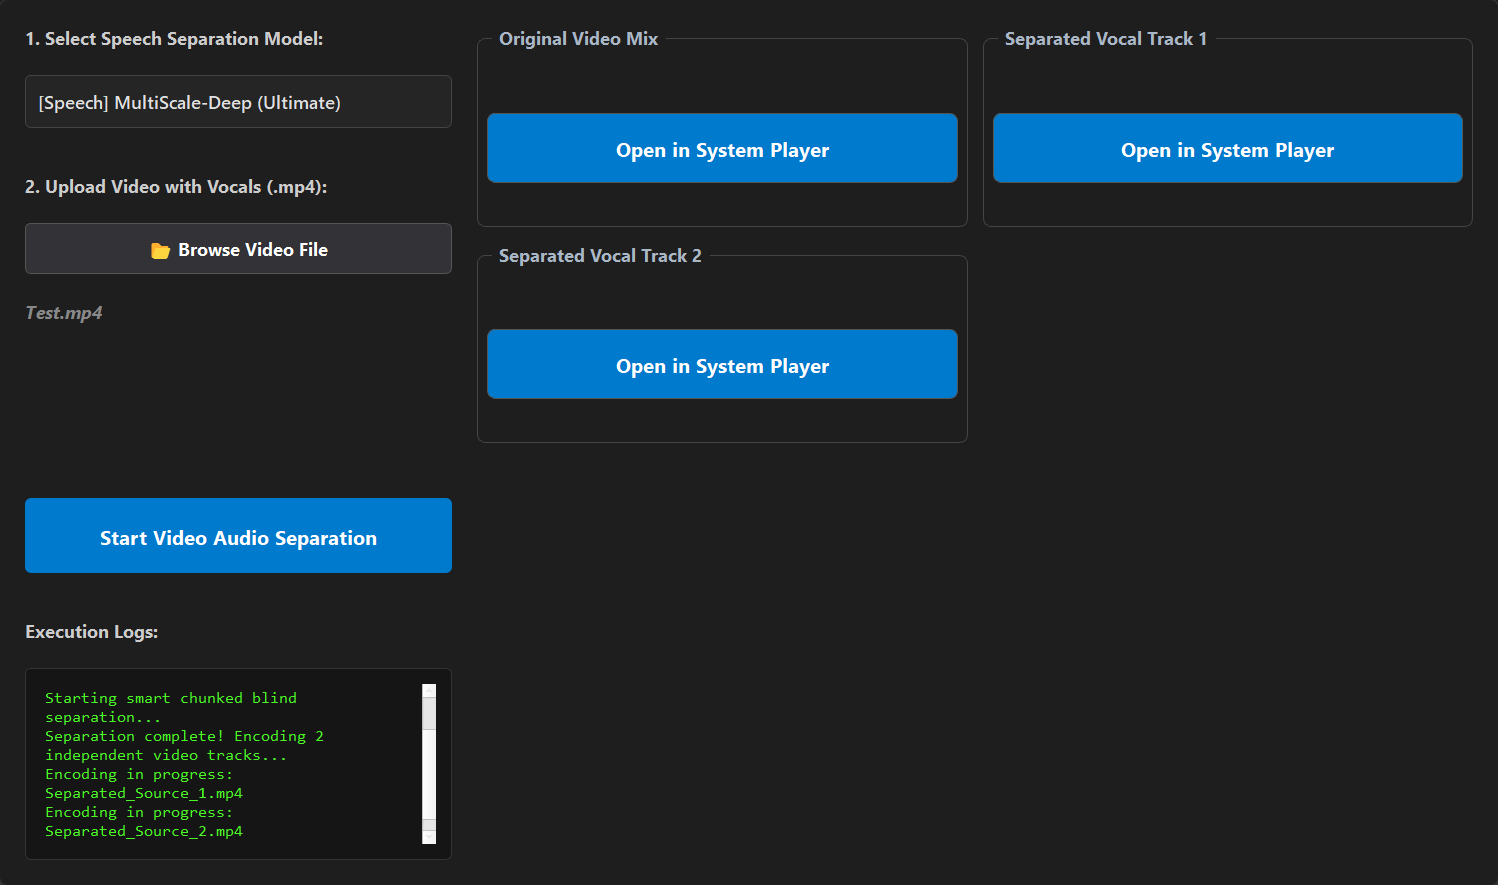 1. Select Speech Separation Model:
[Speech] MultiScale-Deep (Ultimate)
2. Upload Video with Vocals (.mp4):
Browse Video File
Test.mp4
Start Video Audio Separation
Execution Logs:
Starting smart chunked blind
separation...
Separation complete! Encoding 2
independent video tracks...
Encoding in progress:
Separated_Source_1.mp4
Encoding in progress:
Separated_Source_2.mp4
Original Video Mix
Open in System Player
Separated Vocal Track 1
Open in System Player
Separated Vocal Track 2
Open in System Player